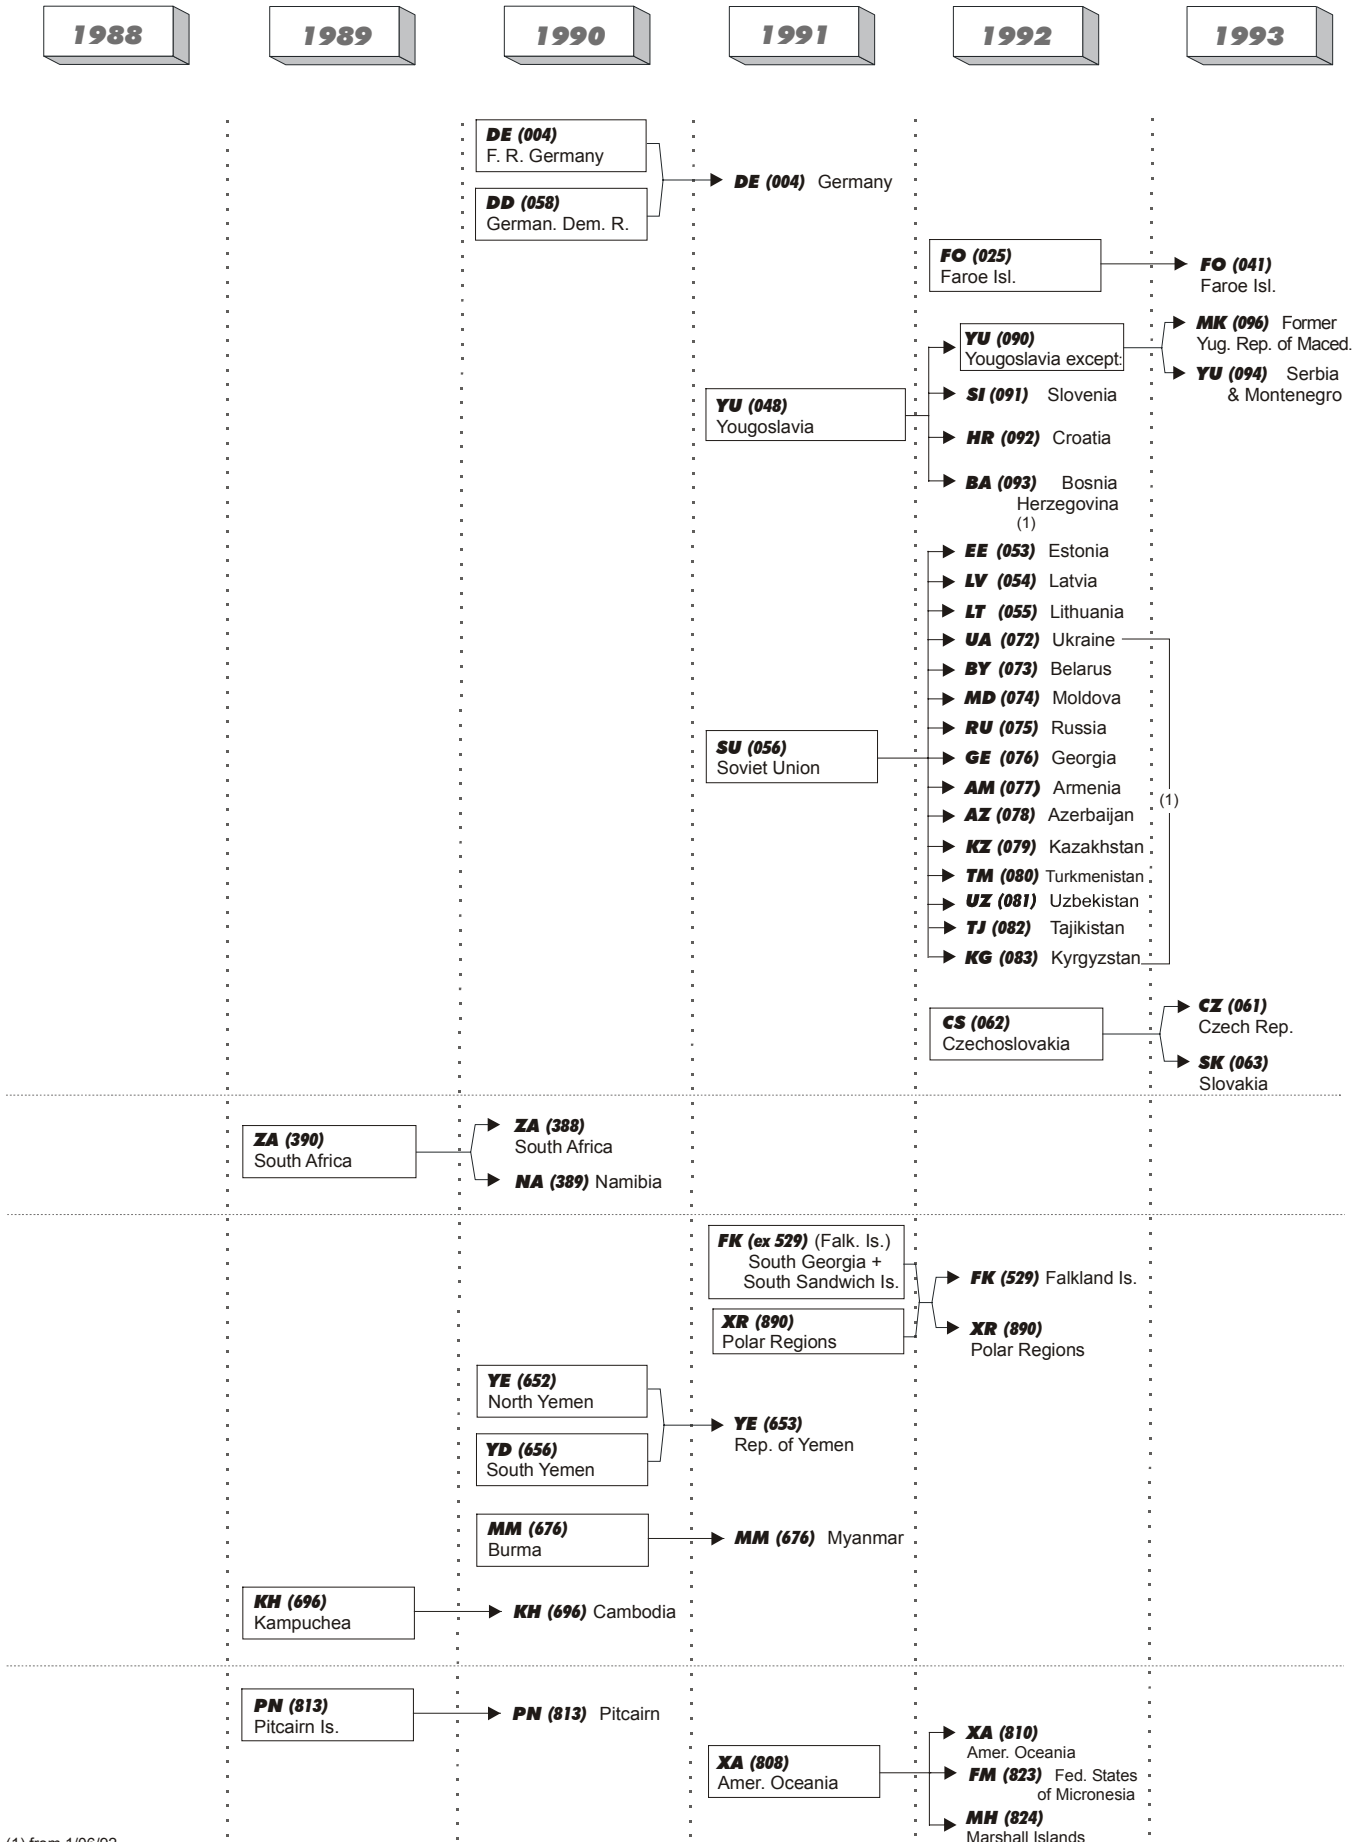 1988 1989 1990 1991 1992 1993
DE (004)
F. R. Germany
DD (058)
German. Dem. R.
DE (004) Germany
FO (025)
Faroe Isl.
FO (041)
Faroe Isl.
YU (048)
Yougoslavia
YU (090)
Yougoslavia except:
SI (091) Slovenia
HR (092) Croatia
BA (093) Bosnia
Herzegovina
(1)
MK (096) Former
Yug. Rep. of Maced.
YU (094) Serbia
& Montenegro
SU (056)
Soviet Union
EE (053) Estonia
LV (054) Latvia
LT (055) Lithuania
UA (072) Ukraine
BY (073) Belarus
MD (074) Moldova
RU (075) Russia
GE (076) Georgia
AM (077) Armenia
AZ (078) Azerbaijan
KZ (079) Kazakhstan
TM (080) Turkmenistan
UZ (081) Uzbekistan
TJ (082) Tajikistan
KG (083) Kyrgyzstan
(1)
CS (062)
Czechoslovakia
CZ (061)
Czech Rep.
SK (063)
Slovakia
ZA (390)
South Africa
ZA (388)
South Africa
NA (389) Namibia
FK (ex 529) (Falk. Is.)
South Georgia +
South Sandwich Is.
XR (890)
Polar Regions
FK (529) Falkland Is.
XR (890)
Polar Regions
YE (652)
North Yemen
YD (656)
South Yemen
YE (653)
Rep. of Yemen
MM (676)
Burma
MM (676) Myanmar
KH (696)
Kampuchea
KH (696) Cambodia
PN (813)
Pitcairn Is.
PN (813) Pitcairn
XA (808)
Amer. Oceania
XA (810)
Amer. Oceania
FM (823) Fed. States
of Micronesia
MH (824)
Marshall Islands
(1) from 1/06/92